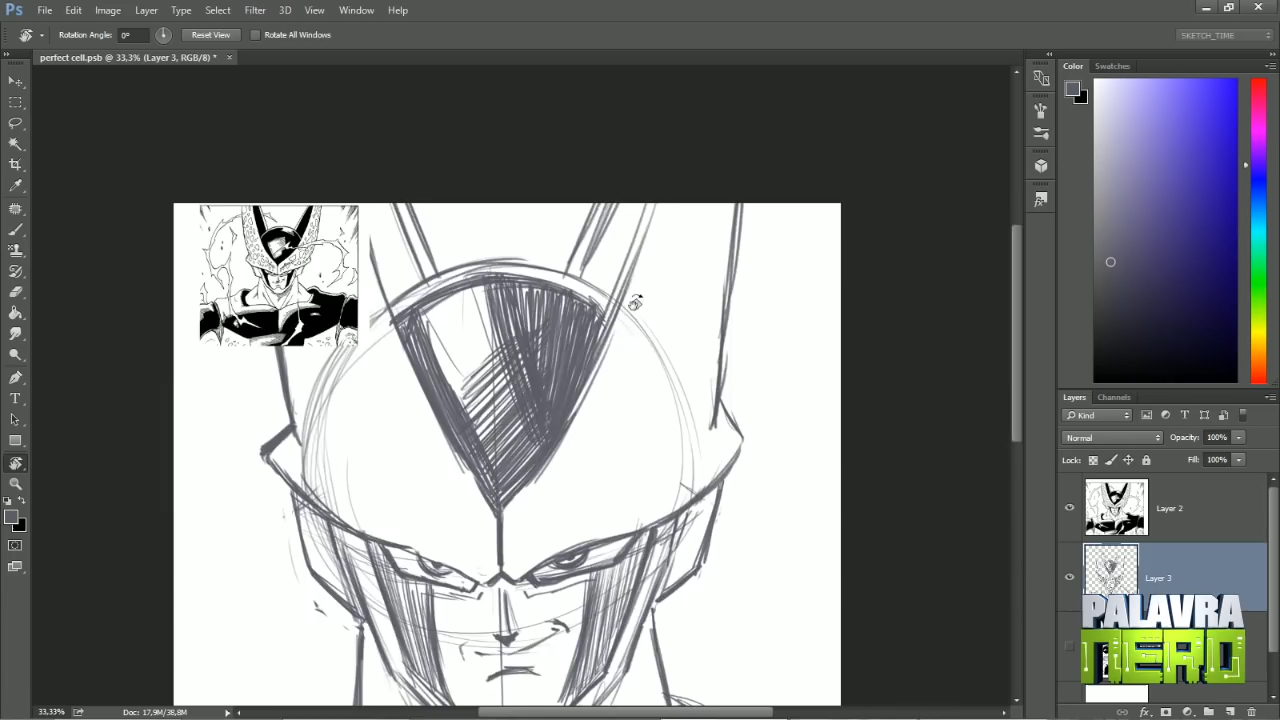 Ps File Edit Image Layer Type Select Filter 3D View Window Help
Rotation Angle: 0° Reset View Rotate All Windows SKETCH_TIME
perfect cell.psb @ 33,3% (Layer 3, RGB/8) * ×
Color Swatches
Layers Channels
Kind
Normal Opacity: 100%
Lock: Fill: 100%
Layer 2
Layer 3
PALAVRA
NERD
33,33% Doc: 17,9M/38,8M